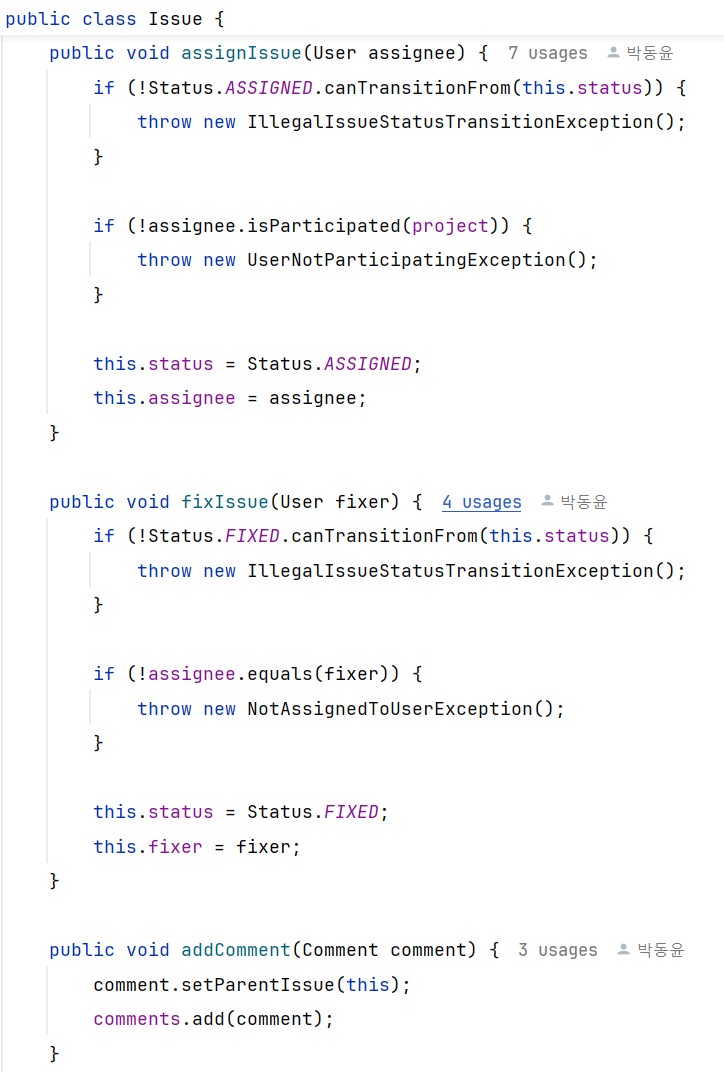 public class Issue {
public void assignIssue(User assignee) { 7 usages 박동윤
if (!Status.ASSIGNED.canTransitionFrom(this.status)) {
throw new IllegalIssueStatusTransitionException();
}
if (!assignee.isParticipated(project)) {
throw new UserNotParticipatingException();
}
this.status = Status.ASSIGNED;
this.assignee = assignee;
}
public void fixIssue(User fixer) { 4 usages 박동윤
if (!Status.FIXED.canTransitionFrom(this.status)) {
throw new IllegalIssueStatusTransitionException();
}
if (!assignee.equals(fixer)) {
throw new NotAssignedToUserException();
}
this.status = Status.FIXED;
this.fixer = fixer;
}
public void addComment(Comment comment) { 3 usages 박동윤
comment.setParentIssue(this);
comments.add(comment);
}